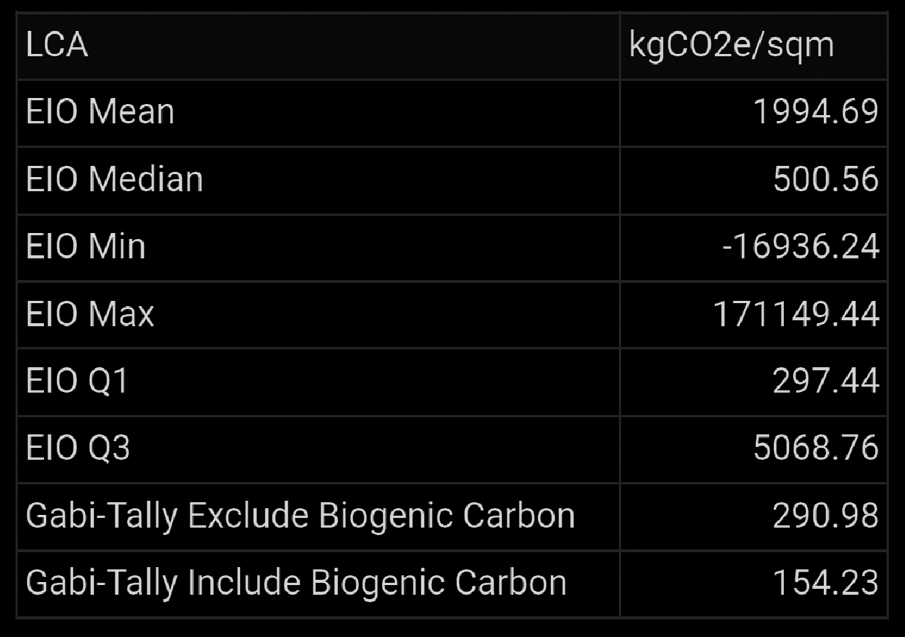 LCA kgCO2e/sqm
EIO Mean 1994.69
EIO Median 500.56
EIO Min -16936.24
EIO Max 171149.44
EIO Q1 297.44
EIO Q3 5068.76
Gabi-Tally Exclude Biogenic Carbon 290.98
Gabi-Tally Include Biogenic Carbon 154.23